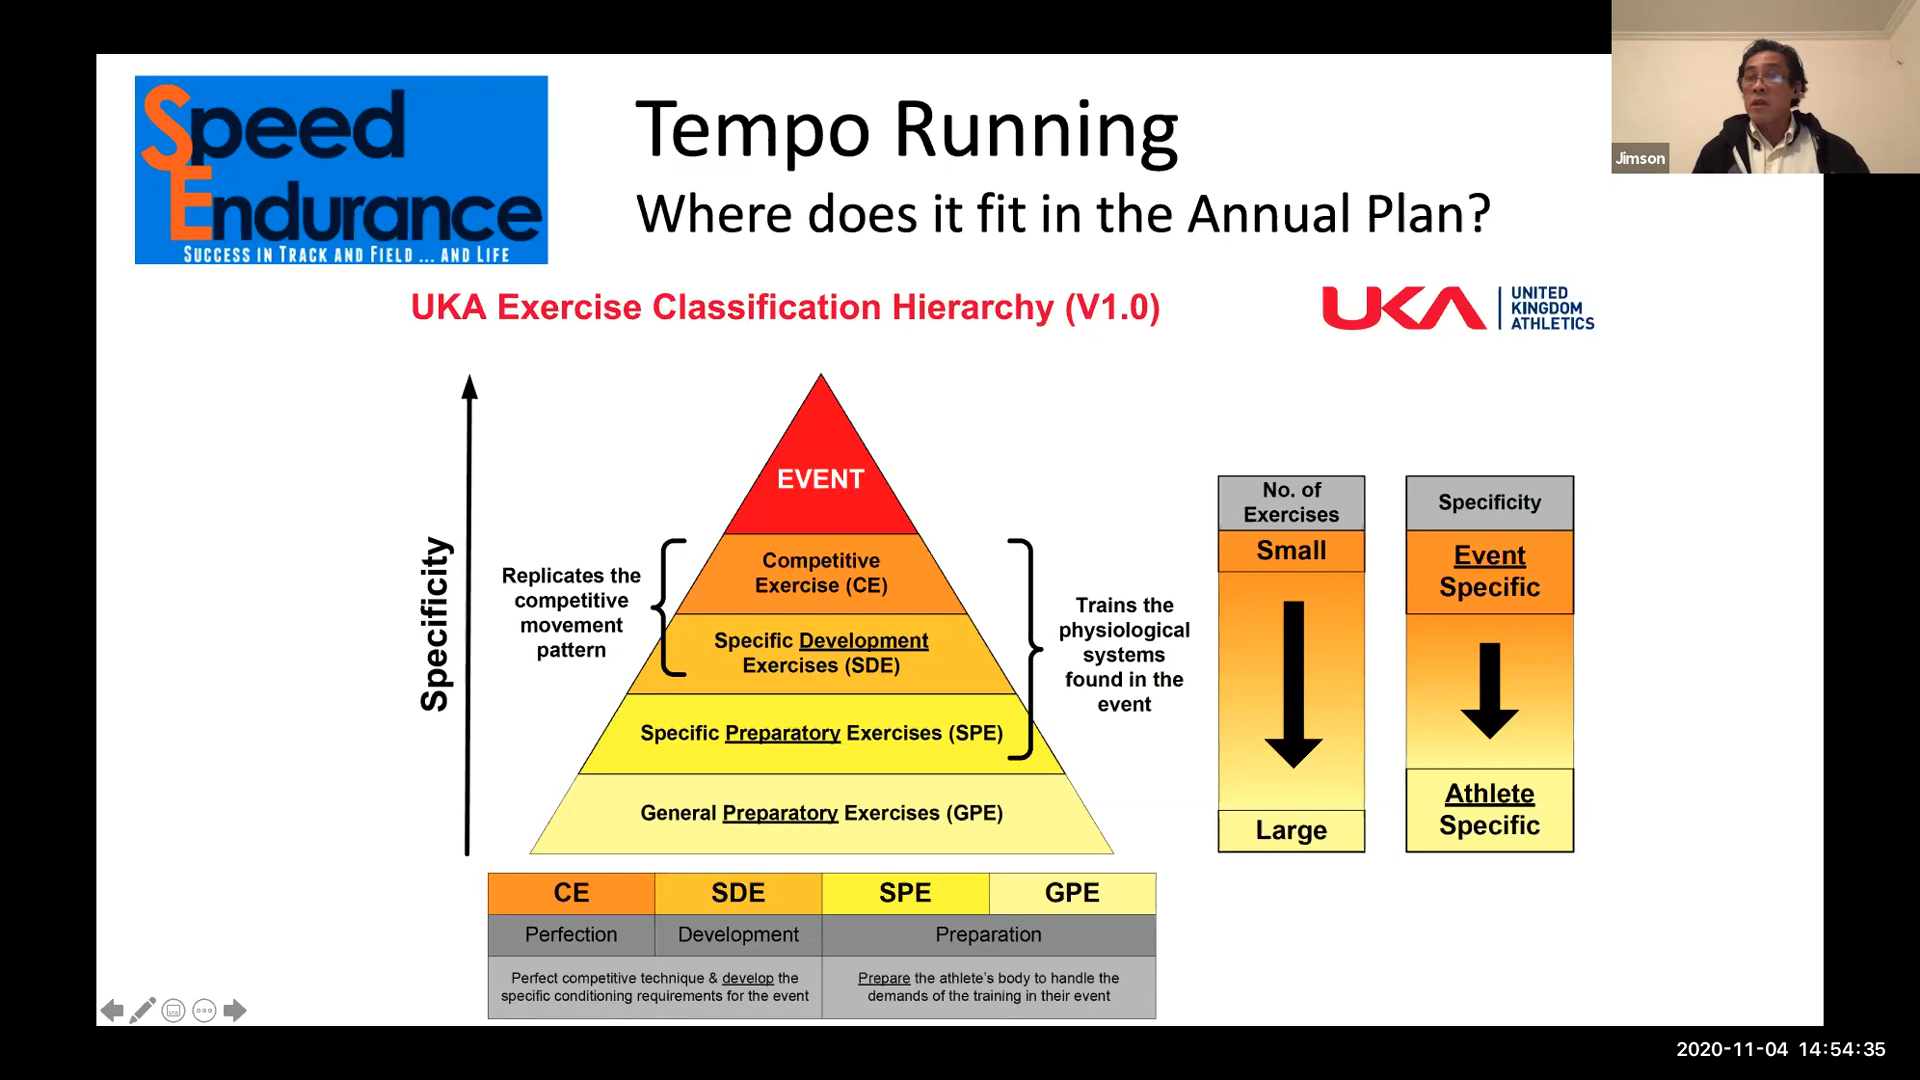 Speed
Endurance
SUCCESS IN TRACK AND FIELD ... AND LIFE
Tempo Running
Where does it fit in the Annual Plan?
Jimson
UKA Exercise Classification Hierarchy (V1.0)
UKA
UNITED
KINGDOM
ATHLETICS
Specificity
EVENT
Competitive
Exercise (CE)
Specific Development
Exercises (SDE)
Specific Preparatory Exercises (SPE)
General Preparatory Exercises (GPE)
Replicates the
competitive
movement
pattern
Trains the
physiological
systems
found in the
event
No. of
Exercises
Small
Large
Specificity
Event
Specific
Athlete
Specific
CE
SDE
SPE
GPE
Perfection
Development
Preparation
Perfect competitive technique & develop the
specific conditioning requirements for the event
Prepare the athlete's body to handle the
demands of the training in their event
2020-11-04 14:54:35